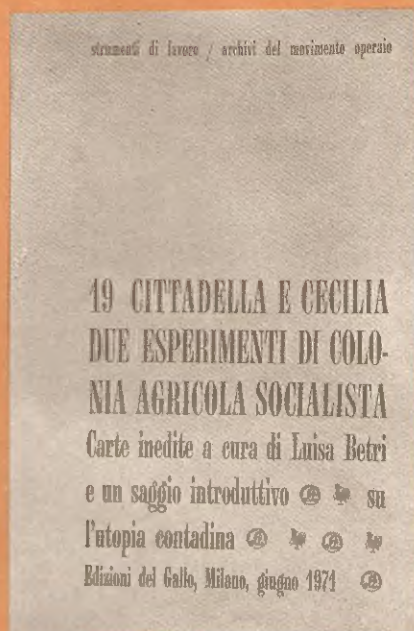 strumenti di lavoro / archivi del movimento operaio
19 CITTADELLA E CECILIA
DUE ESPERIMENTI DI COLO-
NIA AGRICOLA SOCIALISTA
Carte inedite a cura di Luisa Betri
e un saggio introduttivo su
l'utopia contadina
Edizioni del Gallo, Milano, giugno 1971